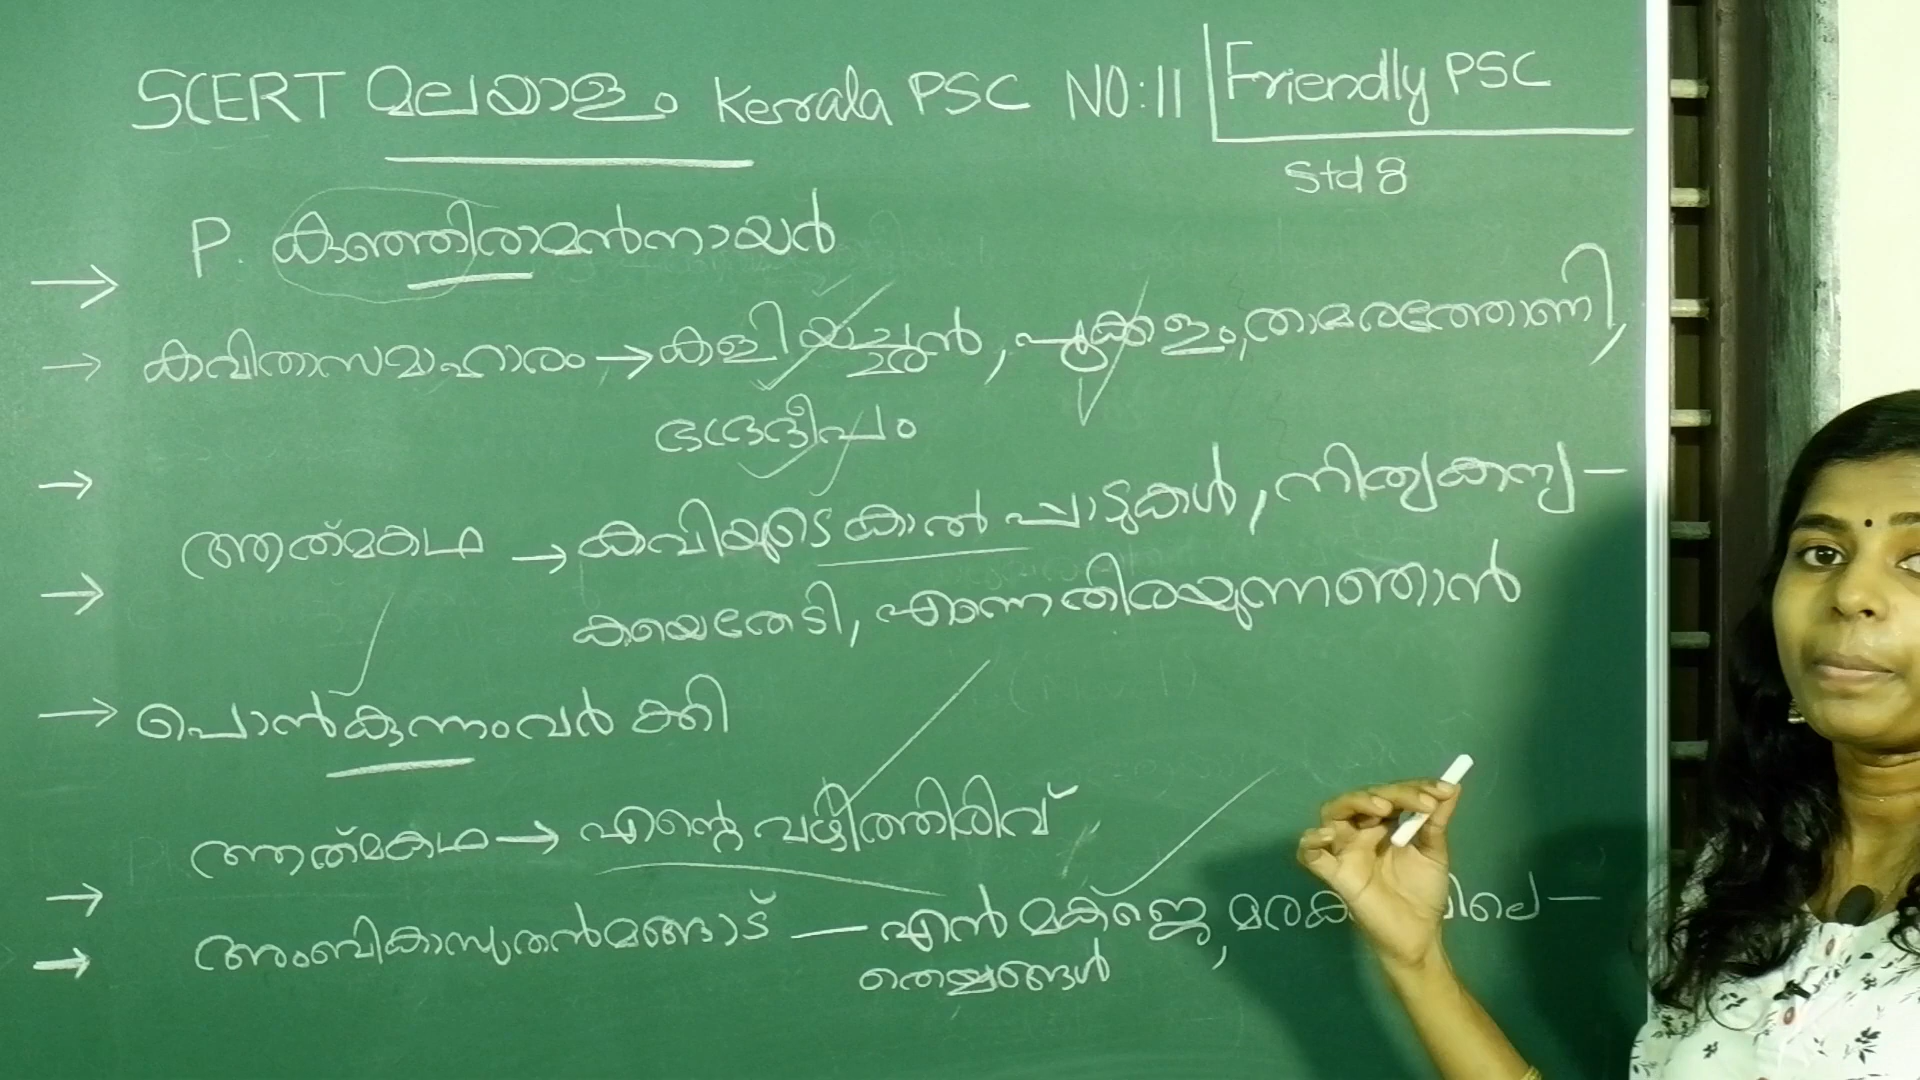 SCERT മലയാളം Kerala PSC NO:11 Friendly PSC
Std 8
P. കുഞ്ഞിരാമൻനായർ
കവിതാസമാഹാരം → കളിയച്ഛൻ, പൂക്കളം, താമരത്തോണി,
ഭദ്രദീപം
ആത്മകഥ → കവിയുടെ കാൽപ്പാടുകൾ, നിത്യകന്യ-
കയെതേടി, എന്നെതിരയുന്നഞാൻ
പൊൻകുന്നംവർക്കി
ആത്മകഥ → എന്റെ വഴിത്തിരിവ്
അംബികാസുതൻമങ്ങാട് — എൻമകജെ,
തെയ്യങ്ങൾ